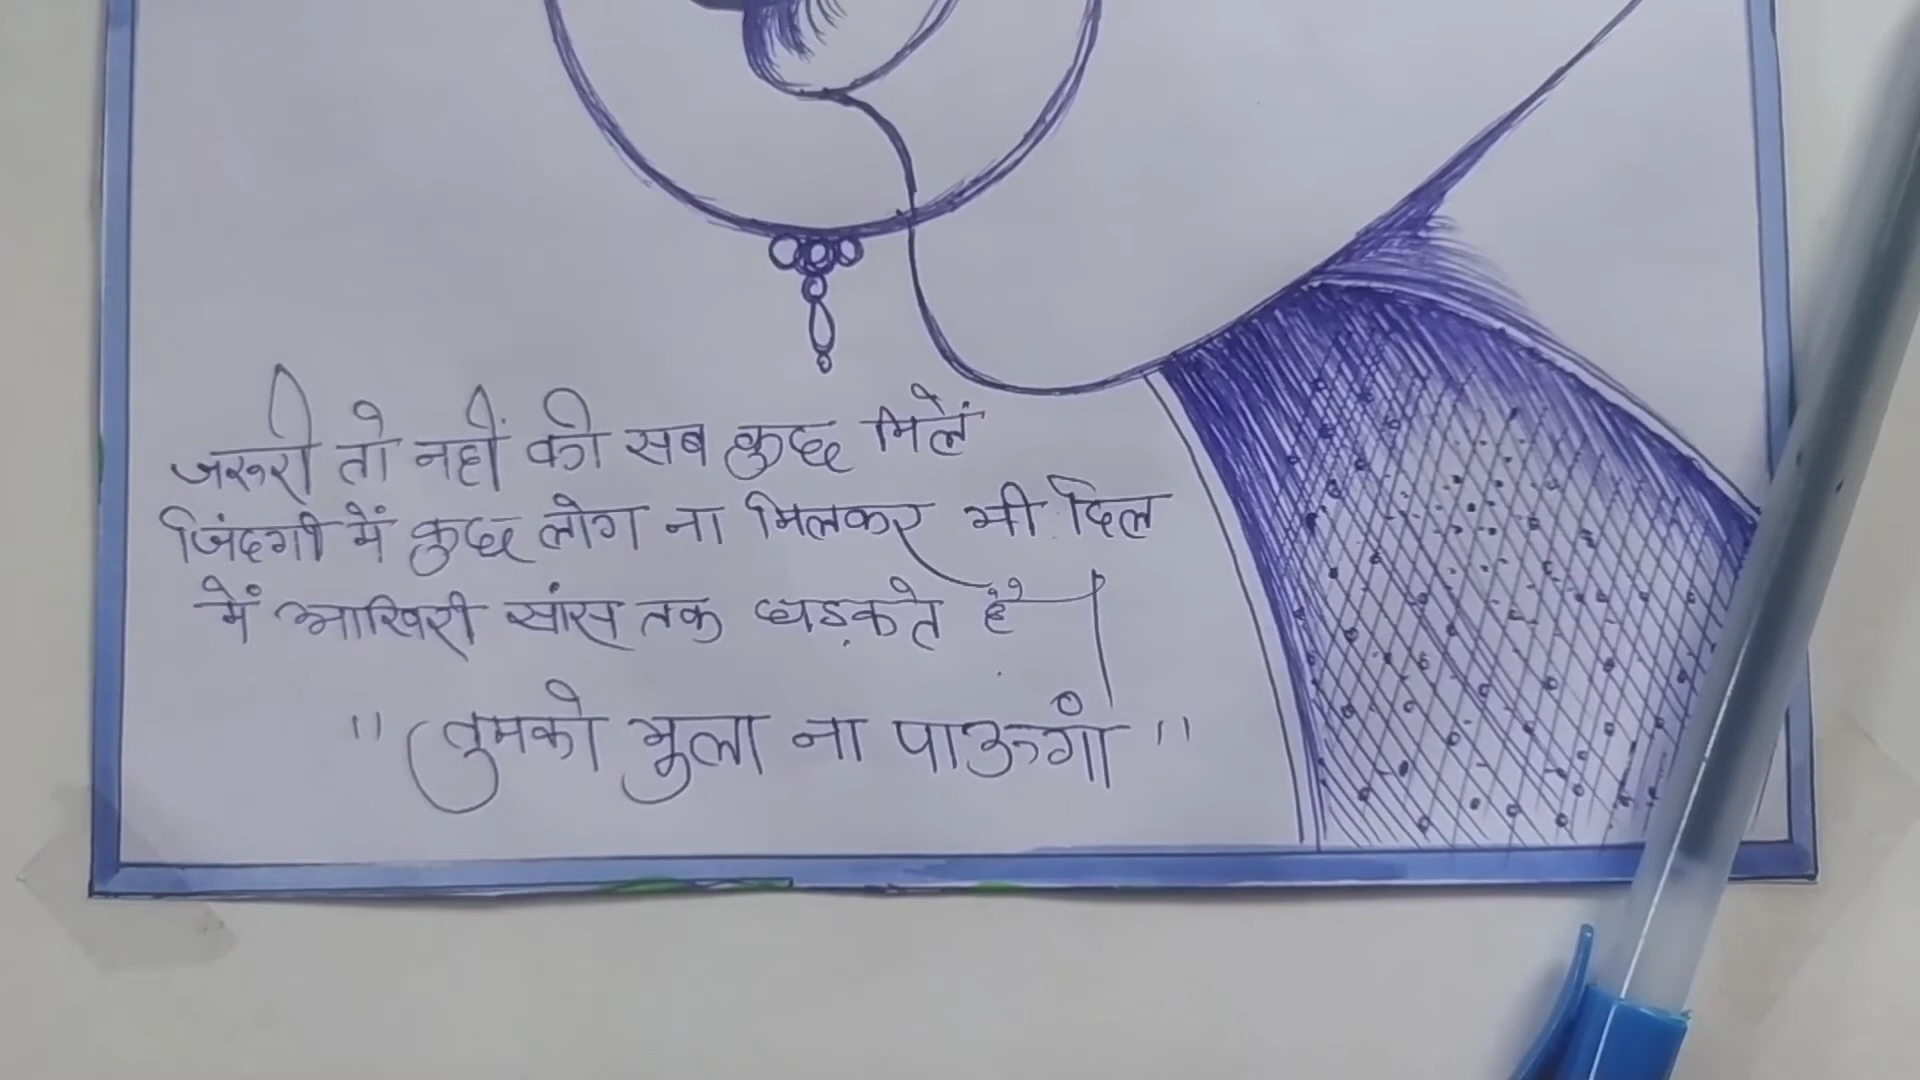 जरूरी तो नहीं की सब कुछ मिलें
जिंदगी में कुछ लोग ना मिलकर भी दिल
में आखिरी सांस तक धड़कते है।
"तुमको भुला ना पाऊंगा"